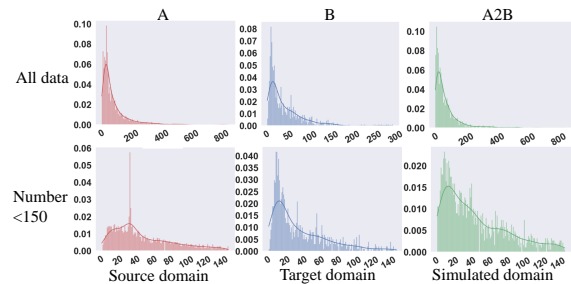 A B A2B
All data
0.10 0.08 0.06 0.04 0.02 0.00
0 200 400 600 800
0.08 0.07 0.06 0.05 0.04 0.03 0.02 0.01 0.00
0 50 100 150 200 250 300
0.10 0.08 0.06 0.04 0.02 0.00
0 200 400 600 800
Number
<150
0.06 0.05 0.04 0.03 0.02 0.01 0.00
0 20 40 60 80 100 120 140
0.040 0.035 0.030 0.025 0.020 0.015 0.010 0.005 0.000
0 20 40 60 80 100 120 140
0.020 0.015 0.010 0.005 0.000
0 20 40 60 80 100 120 140
Source domain Target domain Simulated domain